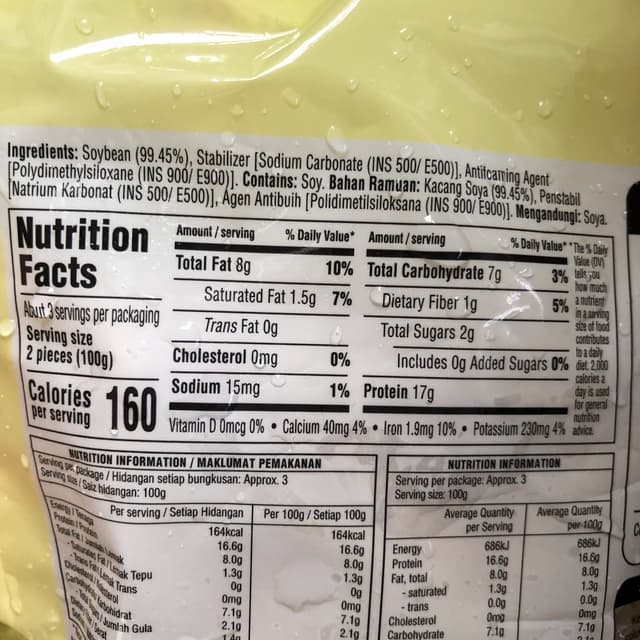 Ingredients: Soybean (99.45%), Stabilizer [Sodium Carbonate (INS 500/ E500)], Antifoaming Agent
[Polydimethylsiloxane (INS 900/ E900)]. Contains: Soy. Bahan Ramuan: Kacang Soya (99.45%), Penstabil
[Natrium Karbonat (INS 500/ E500)], Agen Antibuih [Polidimetilsiloksana (INS 900/ E900)]. Mengandungi: Soya.
Nutrition
Facts
About 3 servings per packaging
Serving size
2 pieces (100g)
Calories
per serving
160
Amount / serving % Daily Value*
Total Fat 8g 10%
Saturated Fat 1.5g 7%
Trans Fat 0g
Cholesterol 0mg 0%
Sodium 15mg 1%
Amount / serving % Daily Value*
Total Carbohydrate 7g 3%
Dietary Fiber 1g 5%
Total Sugars 2g
Includes 0g Added Sugars 0%
Protein 17g
Vitamin D 0mcg 0% • Calcium 40mg 4% • Iron 1.9mg 10% • Potassium 230mg 4%
*The % Daily
Value (DV)
tells you
how much
a nutrient
in a serving
size of food
contributes
to a daily
diet. 2,000
calories a
day is used
for general
nutrition
advice.
NUTRITION INFORMATION / MAKLUMAT PEMAKANAN
Serving per package / Hidangan setiap bungkusan: Approx. 3
Serving size / Saiz hidangan: 100g
Per serving / Setiap Hidangan Per 100g / Setiap 100g
Energy / Tenaga 164kcal 164kcal
Protein / Protein 16.6g 16.6g
8.0g 8.0g
1.3g 1.3g
0g 0g
0mg 0mg
7.1g 7.1g
2.1g 2.1g
1.4g
NUTRITION INFORMATION
Serving per package: Approx. 3
Serving size: 100g
Average Quantity Average Quantity
per Serving per 100g
Energy 686kJ 686kJ
Protein 16.6g 16.6g
Fat, total 8.0g 8.0g
- saturated 1.3g 1.3g
- trans 0.0g 0.0g
Cholesterol 0mg 0mg
Carbohydrate 7.1g 7.1g